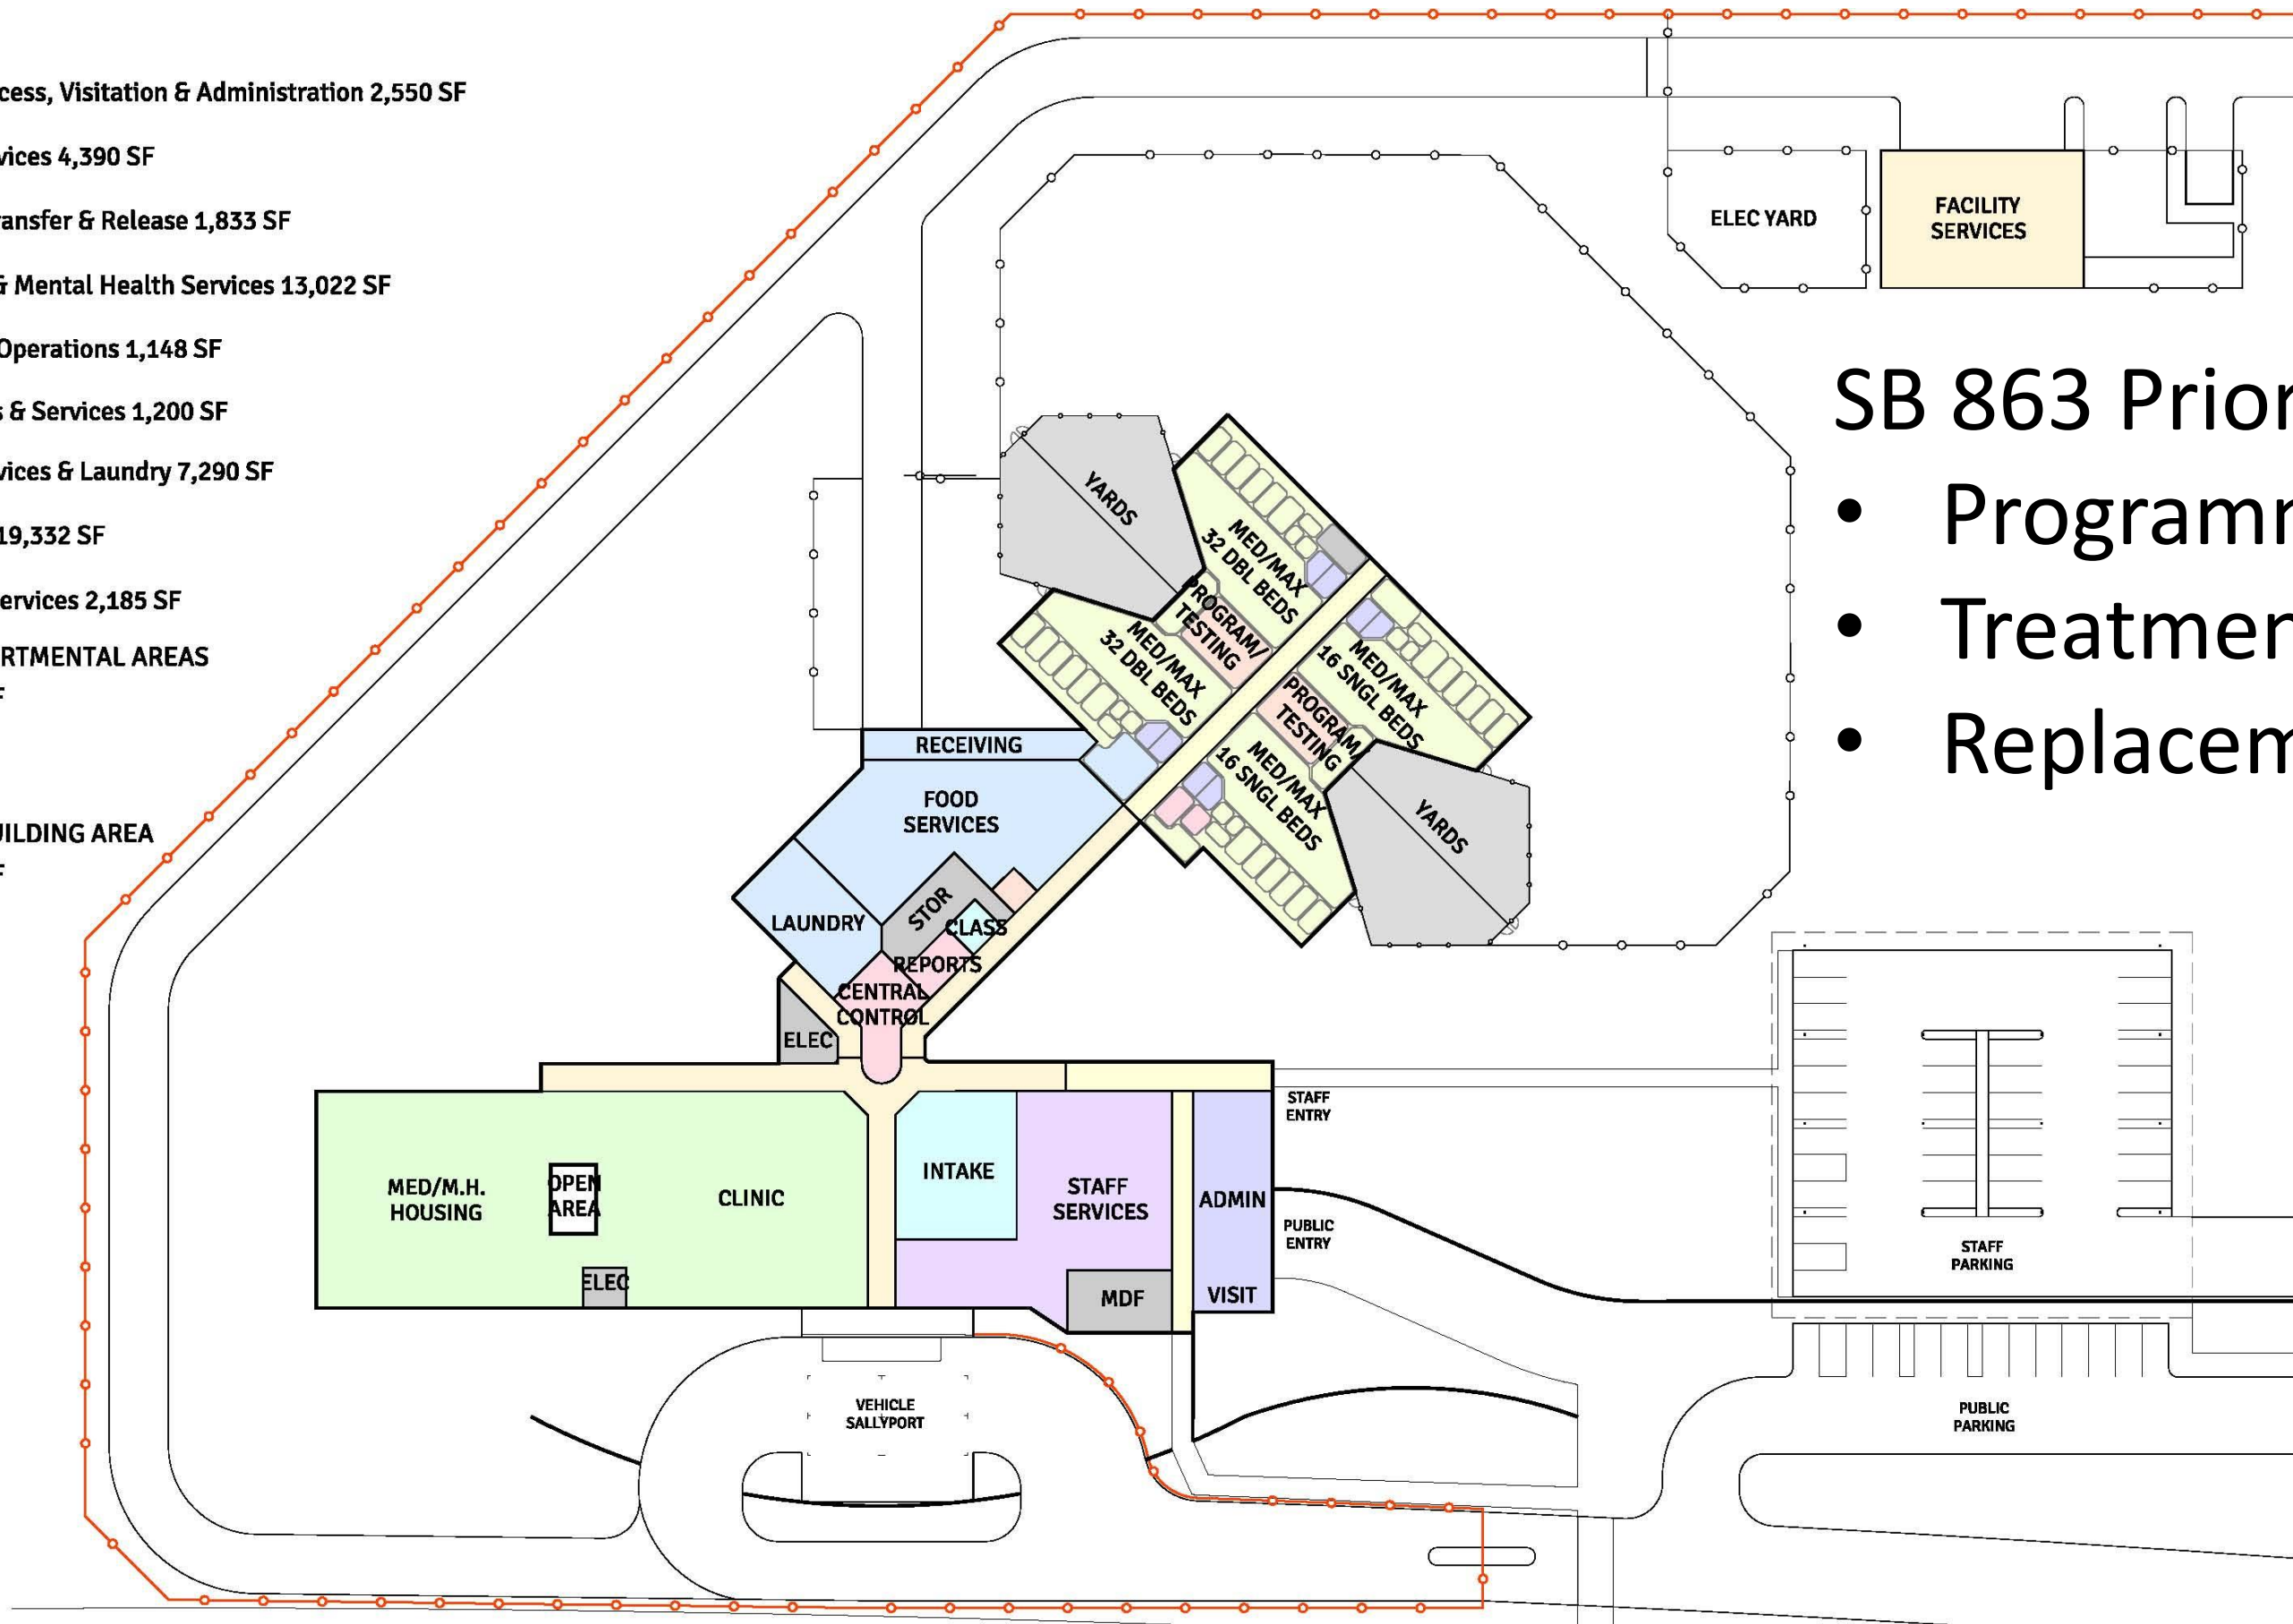 cess, Visitation & Administration 2,550 SF
vices 4,390 SF
ansfer & Release 1,833 SF
& Mental Health Services 13,022 SF
Operations 1,148 SF
s & Services 1,200 SF
vices & Laundry 7,290 SF
19,332 SF
ervices 2,185 SF
RTMENTAL AREAS
F
UILDING AREA
F
ELEC YARD
FACILITY
SERVICES
SB 863 Prior
• Programm
• Treatmen
• Replacem
YARDS
MED/MAX
32 DBL BEDS
PROGRAM/
TESTING
MED/MAX
32 DBL BEDS
MED/MAX
16 SNGL BEDS
PROGRAM/
TESTING
MED/MAX
16 SNGL BEDS
YARDS
RECEIVING
FOOD
SERVICES
LAUNDRY
STOR
CLASS
REPORTS
CENTRAL
CONTROL
ELEC
MED/M.H.
HOUSING
OPEN
AREA
CLINIC
ELEC
INTAKE
STAFF
SERVICES
MDF
ADMIN
VISIT
STAFF
ENTRY
PUBLIC
ENTRY
STAFF
PARKING
VEHICLE
SALLYPORT
PUBLIC
PARKING